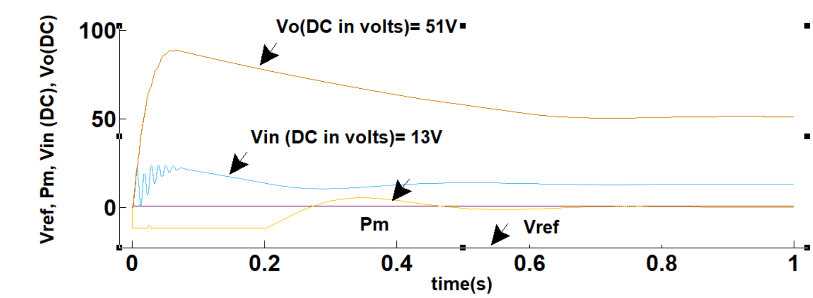 Vref, Pm, Vin (DC), Vo(DC)
100
50
0
Vo(DC in volts)= 51V
Vin (DC in volts)= 13V
Pm
Vref
0
0.2
0.4
0.6
0.8
1
time(s)